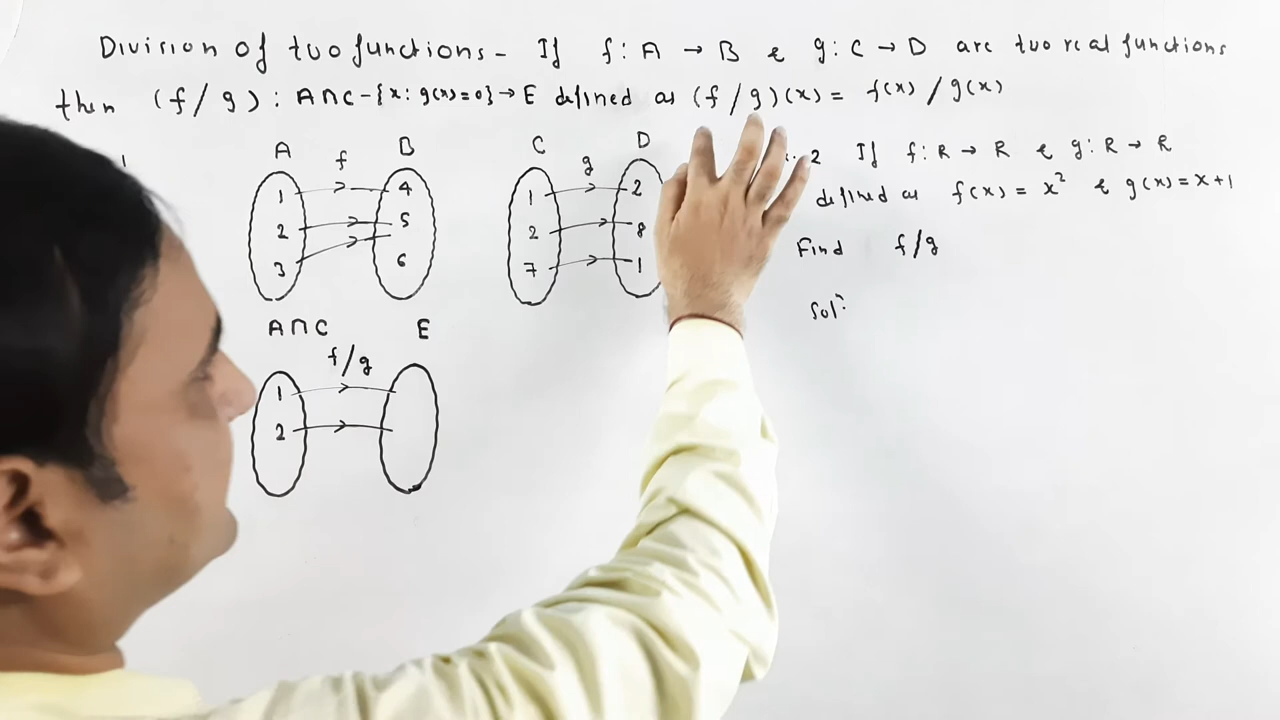 Division of two functions - If f : A → B & g : C → D are two real functions
then (f/g) : A∩C - {x : g(x) = 0} → E defined as (f/g)(x) = f(x)/g(x)
A f B
1 4
2 5
3 6
C g D
1 2
2 8
7 1
A∩C f/g E
1
2
2 If f : R → R & g : R → R
defined as f(x) = x² & g(x) = x+1
Find f/g
Solⁿ